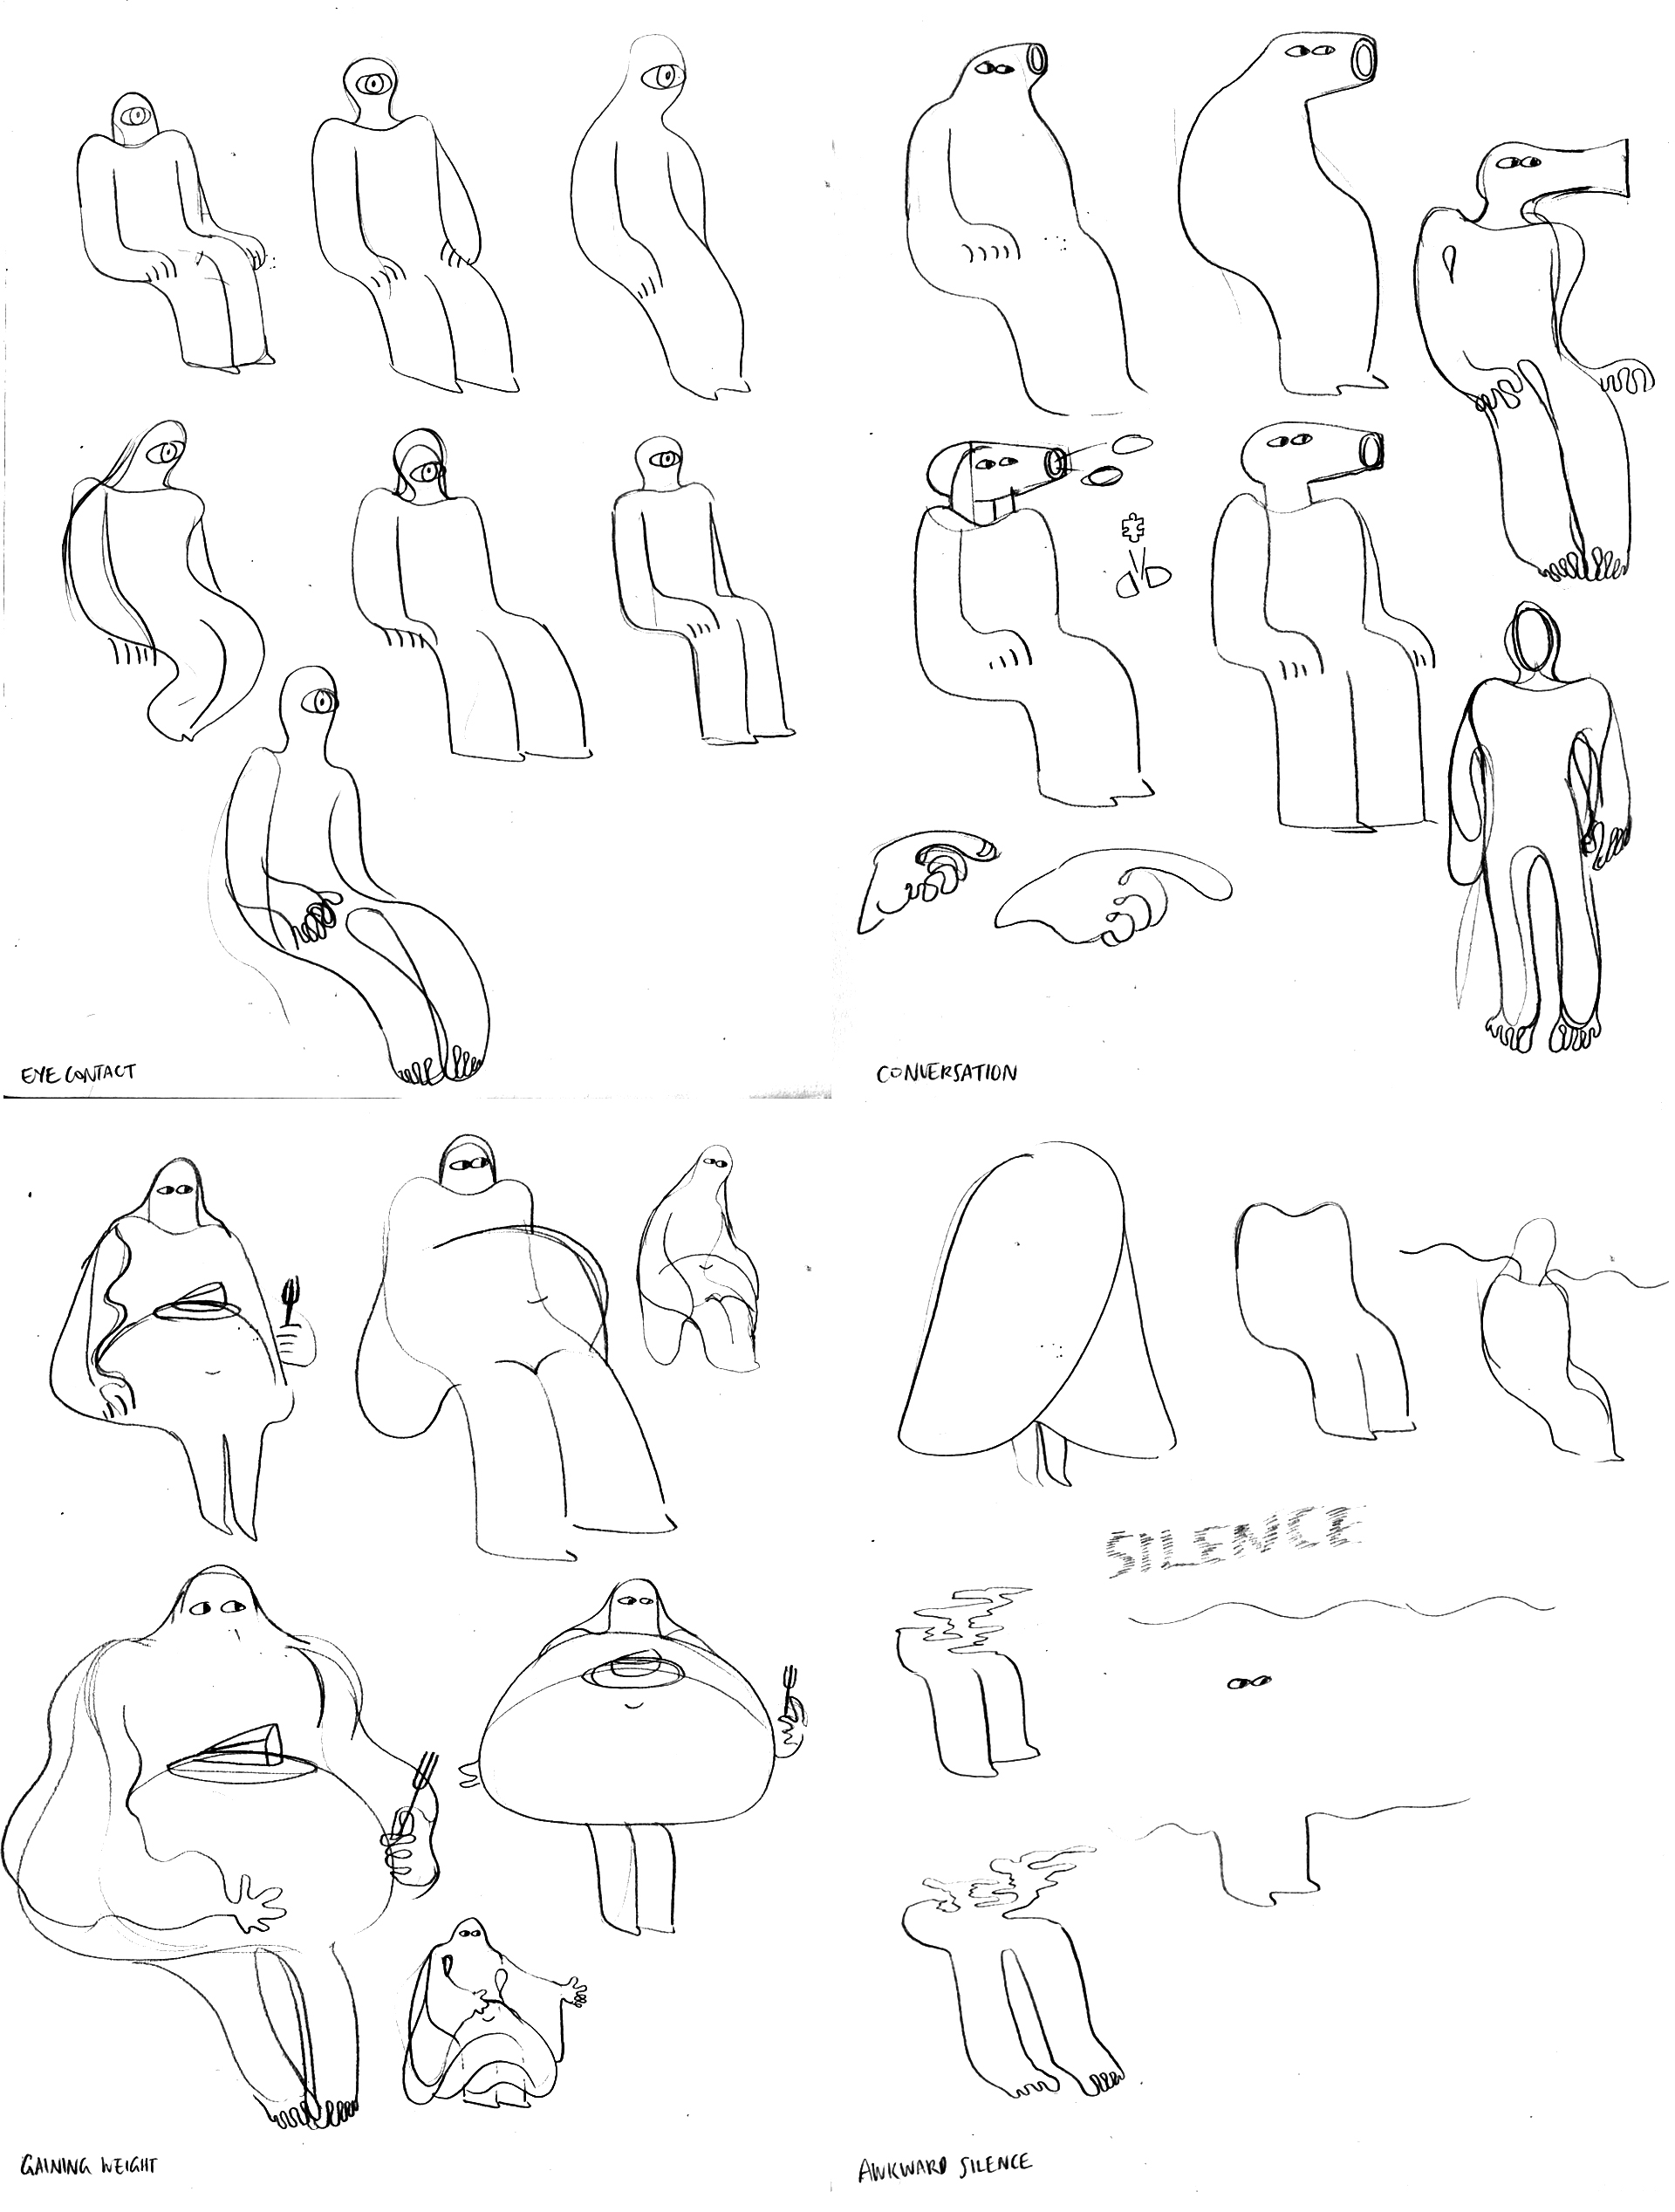 EYE CONTACT
CONVERSATION
SILENCE
GAINING WEIGHT
AWKWARD SILENCE